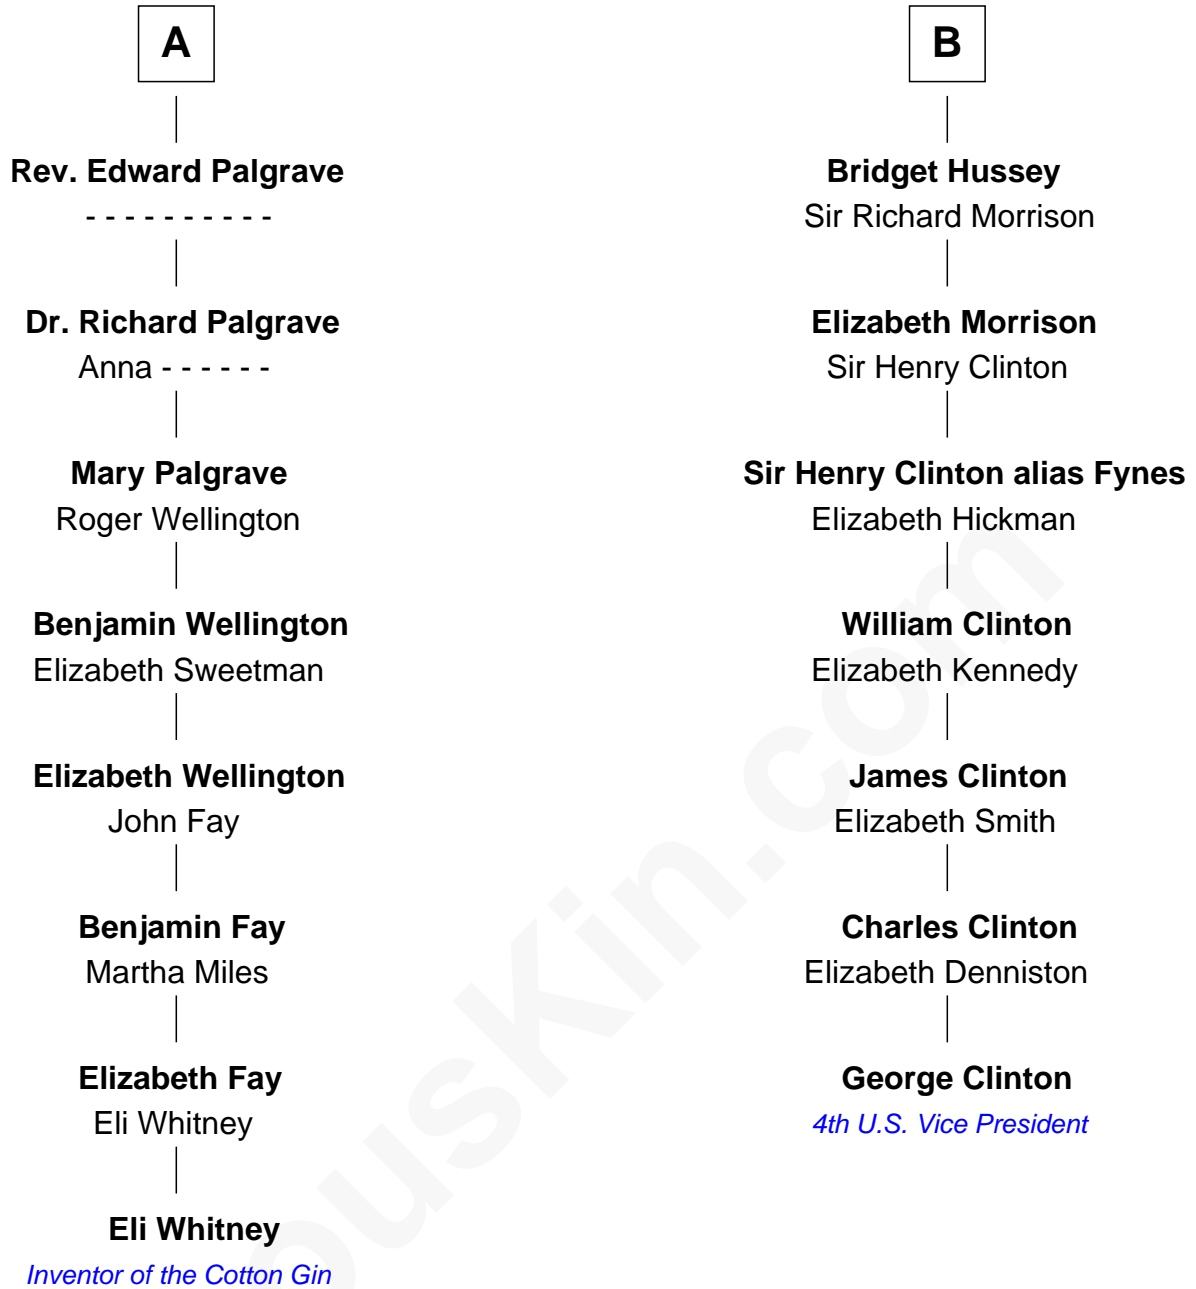 A
Rev. Edward Palgrave
- - - - - - - - - -
Dr. Richard Palgrave
Anna - - - - - -
Mary Palgrave
Roger Wellington
Benjamin Wellington
Elizabeth Sweetman
Elizabeth Wellington
John Fay
Benjamin Fay
Martha Miles
Elizabeth Fay
Eli Whitney
Eli Whitney
Inventor of the Cotton Gin
B
Bridget Hussey
Sir Richard Morrison
Elizabeth Morrison
Sir Henry Clinton
Sir Henry Clinton alias Fynes
Elizabeth Hickman
William Clinton
Elizabeth Kennedy
James Clinton
Elizabeth Smith
Charles Clinton
Elizabeth Denniston
George Clinton
4th U.S. Vice President
ousKin.com